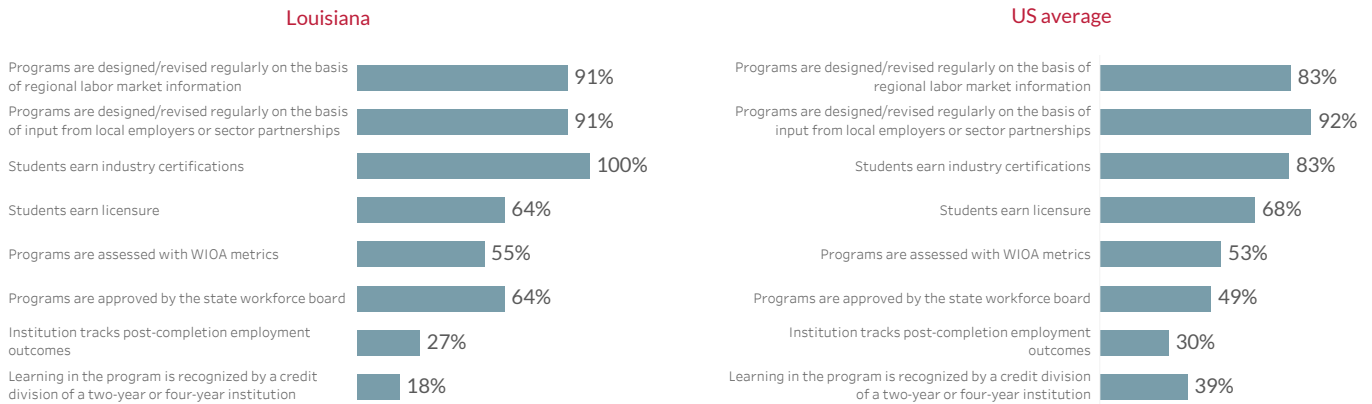 Louisiana
Programs are designed/revised regularly on the basis
of regional labor market information
91%
Programs are designed/revised regularly on the basis
of input from local employers or sector partnerships
91%
Students earn industry certifications
100%
Students earn licensure
64%
Programs are assessed with WIOA metrics
55%
Programs are approved by the state workforce board
64%
Institution tracks post-completion employment
outcomes
27%
Learning in the program is recognized by a credit
division of a two-year or four-year institution
18%
US average
Programs are designed/revised regularly on the basis of
regional labor market information
83%
Programs are designed/revised regularly on the basis of
input from local employers or sector partnerships
92%
Students earn industry certifications
83%
Students earn licensure
68%
Programs are assessed with WIOA metrics
53%
Programs are approved by the state workforce board
49%
Institution tracks post-completion employment
outcomes
30%
Learning in the program is recognized by a credit division
of a two-year or four-year institution
39%